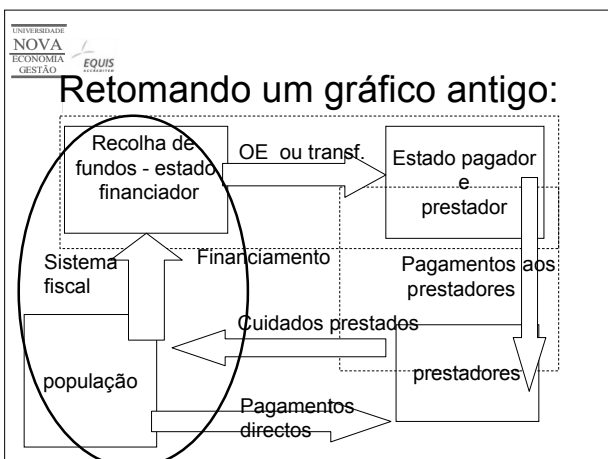 UNIVERSIDADE
NOVA
ECONOMIA
GESTÃO
EQUIS
ACCREDITED
Retomando um gráfico antigo:
Recolha de
fundos - estado
financiador
OE ou transf.
Estado pagador
e
prestador
Sistema
fiscal
Financiamento
Pagamentos aos
prestadores
Cuidados prestados
população
prestadores
Pagamentos
directos